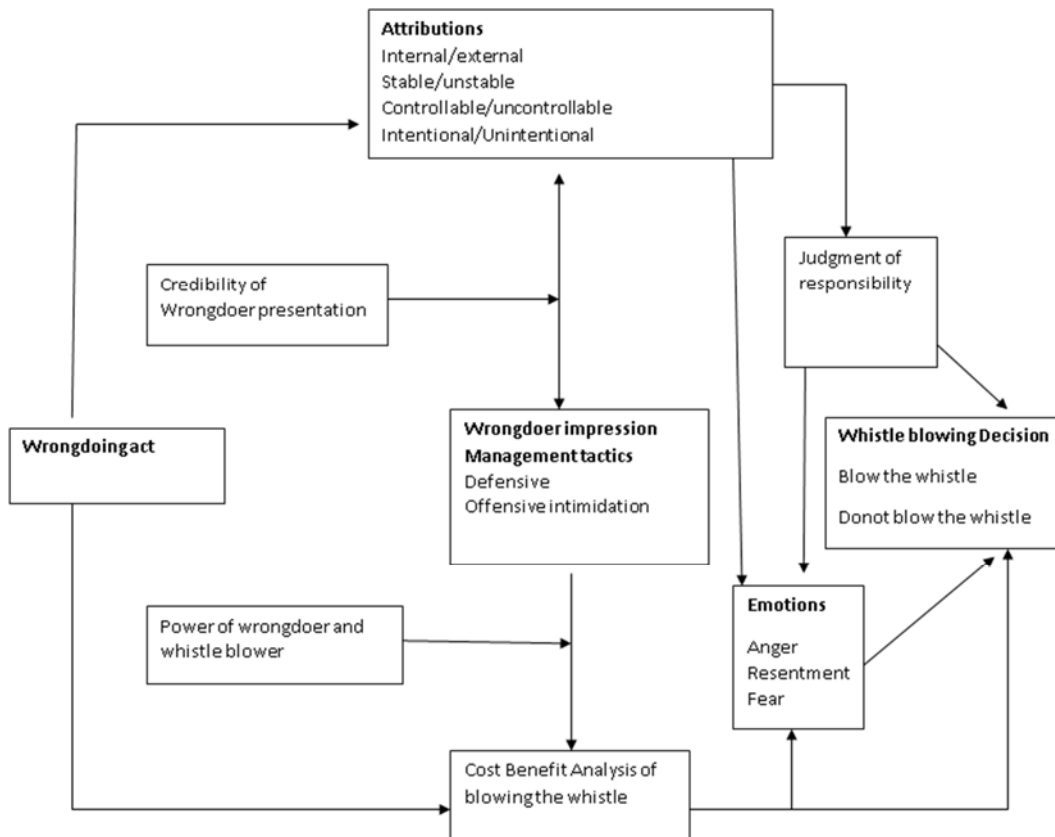 Attributions
Internal/external
Stable/unstable
Controllable/uncontrollable
Intentional/Unintentional
Judgment of
responsibility
Credibility of
Wrongdoer presentation
Wrongdoing act
Wrongdoer impression
Management tactics
Defensive
Offensive intimidation
Whistle blowing Decision
Blow the whistle
Donot blow the whistle
Power of wrongdoer and
whistle blower
Emotions
Anger
Resentment
Fear
Cost Benefit Analysis of
blowing the whistle